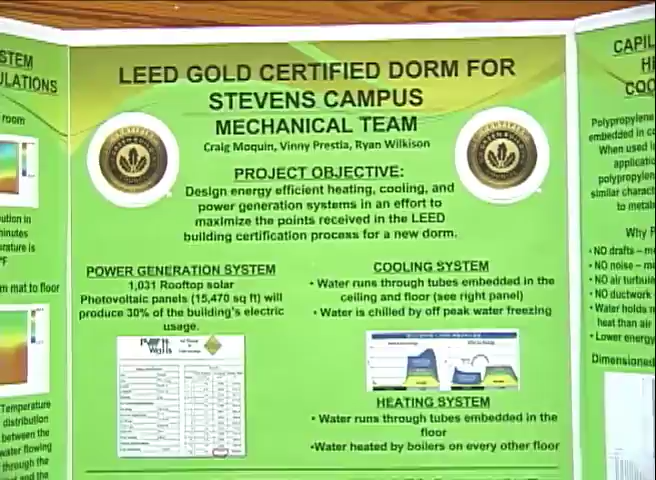 STEM
ULATIONS
room
ution in
minutes
rature is
°F
m mat to floor
Temperature
distribution
between the
water flowing
through the
LEED GOLD CERTIFIED DORM FOR
STEVENS CAMPUS
MECHANICAL TEAM
Craig Moquin, Vinny Prestia, Ryan Wilkison
PROJECT OBJECTIVE:
Design energy efficient heating, cooling, and
power generation systems in an effort to
maximize the points received in the LEED
building certification process for a new dorm.
POWER GENERATION SYSTEM
1,031 Rooftop solar
Photovoltaic panels (15,470 sq ft) will
produce 30% of the building's electric
usage.
COOLING SYSTEM
• Water runs through tubes embedded in the
ceiling and floor (see right panel)
• Water is chilled by off peak water freezing
HEATING SYSTEM
• Water runs through tubes embedded in the
floor
•Water heated by boilers on every other floor
CAPIL
H
COO
Polypropylene
embedded in c
When used i
applicatio
polypropylen
similar charact
to metal
Why P
• NO drafts – m
• NO noise – m
• NO air turbule
• NO ductwork
• Water holds m
heat than air
• Lower energy
Dimensioned